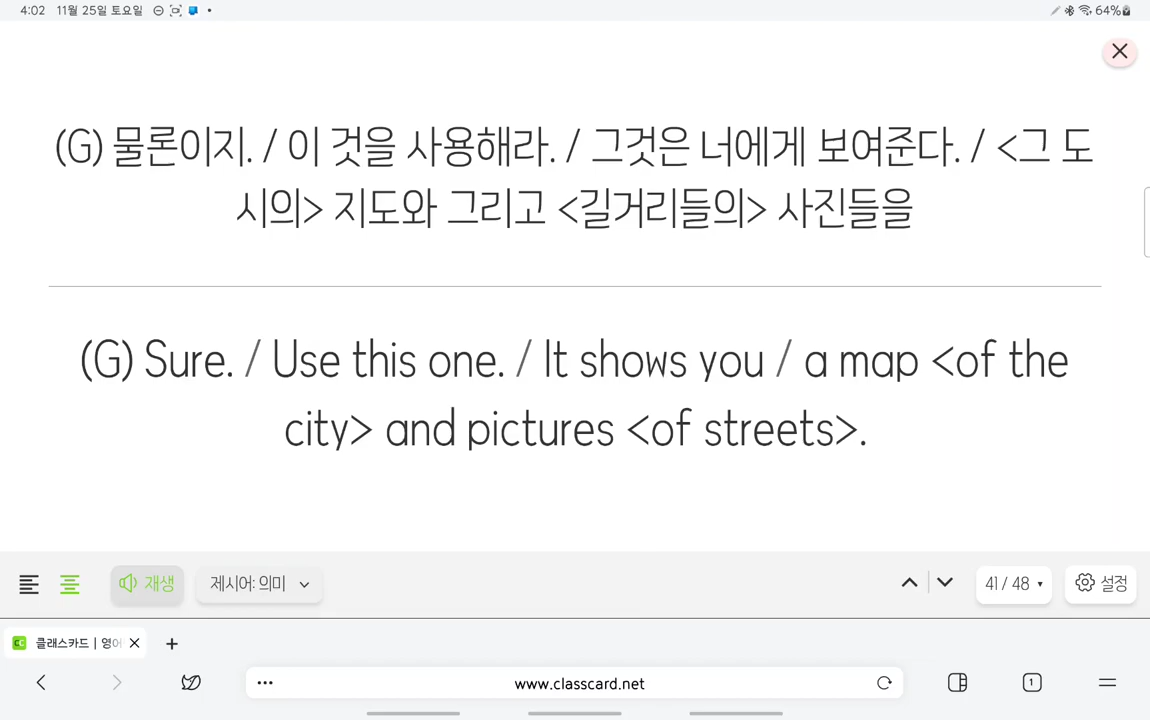 4:02 11월 25일 토요일
64%
(G) 물론이지. / 이 것을 사용해라. / 그것은 너에게 보여준다. / <그 도
시의> 지도와 그리고 <길거리들의> 사진들을
(G) Sure. / Use this one. / It shows you / a map <of the
city> and pictures <of streets>.
재생 제시어: 의미 41 / 48 설정
클래스카드 | 영어
www.classcard.net
1